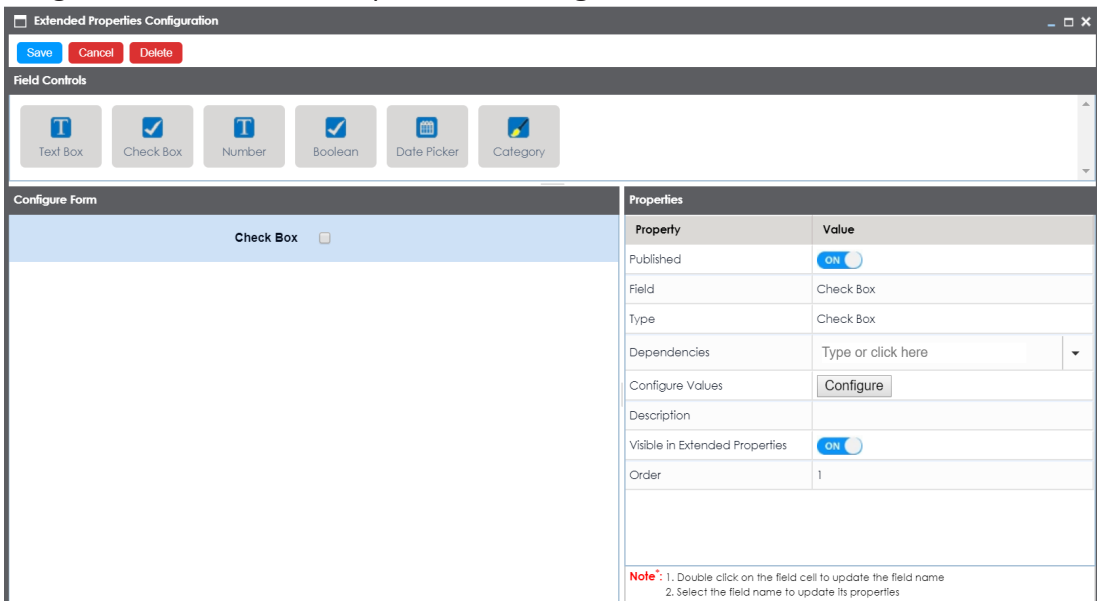 Extended Properties Configuration
Save Cancel Delete
Field Controls
Text Box Check Box Number Boolean Date Picker Category
Configure Form
Check Box
Properties
Property Value
Published ON
Field Check Box
Type Check Box
Dependencies Type or click here
Configure Values Configure
Description
Visible in Extended Properties ON
Order 1
Note*: 1. Double click on the field cell to update the field name
2. Select the field name to update its properties